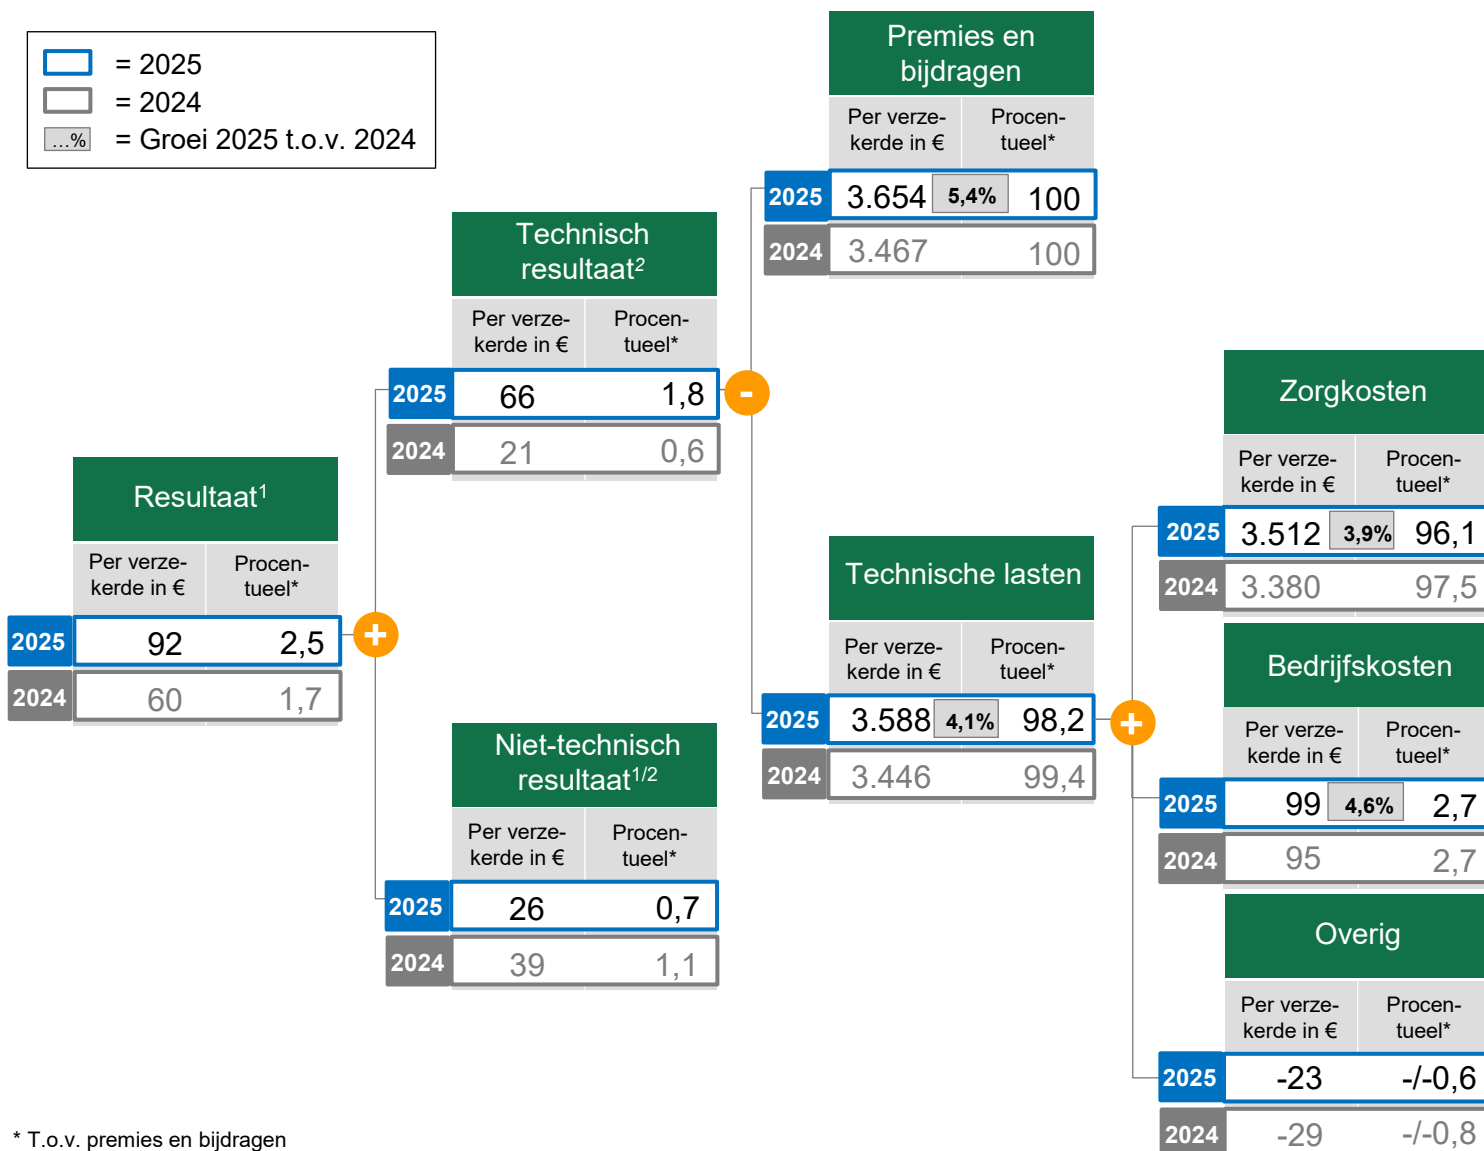 = 2025
= 2024
...% = Groei 2025 t.o.v. 2024
Premies en
bijdragen
Per verze-
kerde in € Procen-
tueel*
2025 3.654 5,4% 100
2024 3.467 100
Technisch
resultaat2
Per verze-
kerde in € Procen-
tueel*
2025 66 1,8
-
2024 21 0,6
Zorgkosten
Per verze-
kerde in € Procen-
tueel*
2025 3.512 3,9% 96,1
2024 3.380 97,5
Resultaat1
Per verze-
kerde in € Procen-
tueel*
2025 92 2,5
+
2024 60 1,7
Technische lasten
Per verze-
kerde in € Procen-
tueel*
2025 3.588 4,1% 98,2
+
2024 3.446 99,4
Bedrijfskosten
Per verze-
kerde in € Procen-
tueel*
2025 99 4,6% 2,7
2024 95 2,7
Niet-technisch
resultaat1/2
Per verze-
kerde in € Procen-
tueel*
2025 26 0,7
2024 39 1,1
Overig
Per verze-
kerde in € Procen-
tueel*
2025 -23 -/-0,6
2024 -29 -/-0,8
* T.o.v. premies en bijdragen